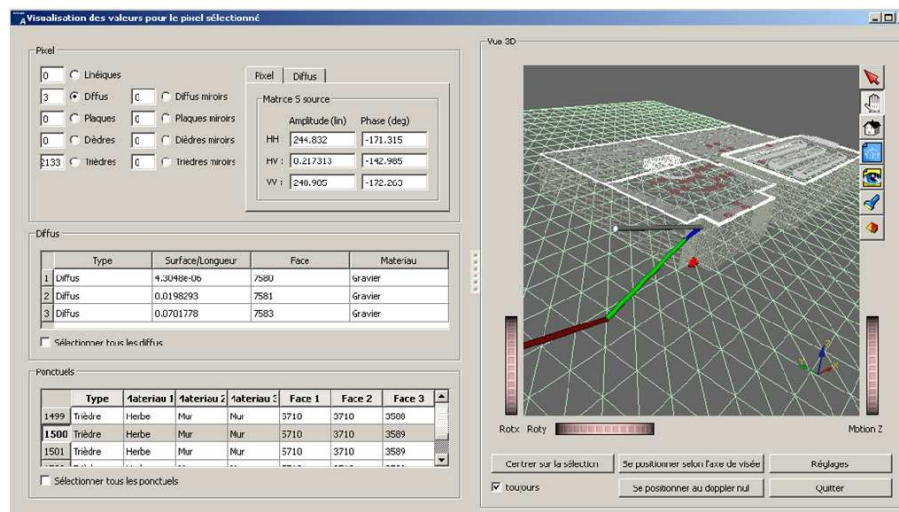 Visualisation des valeurs pour le pixel sélectionné
Pixel
0 Linéiques
3 Diffus 0 Diffus miroirs
0 Plaques 0 Plaques miroirs
0 Dièdres 0 Dièdres miroirs
2133 Trièdres 0 Trièdres miroirs
Pixel Diffus
Matrice S source
Amplitude (lin) Phase (deg)
HH 244.832 -171.315
HV : 0.217313 -142.985
VV : 240.905 -172.263
Diffus
Type Surface/Longueur Face Materiau
1 Diffus 4.3048e-06 7580 Gravier
2 Diffus 0.0198293 7581 Gravier
3 Diffus 0.0701778 7583 Gravier
Sélectionner tous les diffus
Ponctuels
Type Materiau 1 Materiau 2 Materiau 3 Face 1 Face 2 Face 3
1499 Trièdre Herbe Mur Mur 5710 3710 3588
1500 Trièdre Herbe Mur Mur 5710 3710 3589
1501 Trièdre Herbe Mur Mur 5710 3710 3589
Sélectionner tous les ponctuels
Vue 3D
Rotx Roty Motion Z
Centrer sur la sélection Se positionner selon l'axe de visée Réglages
toujours Se positionner au doppler nul Quitter